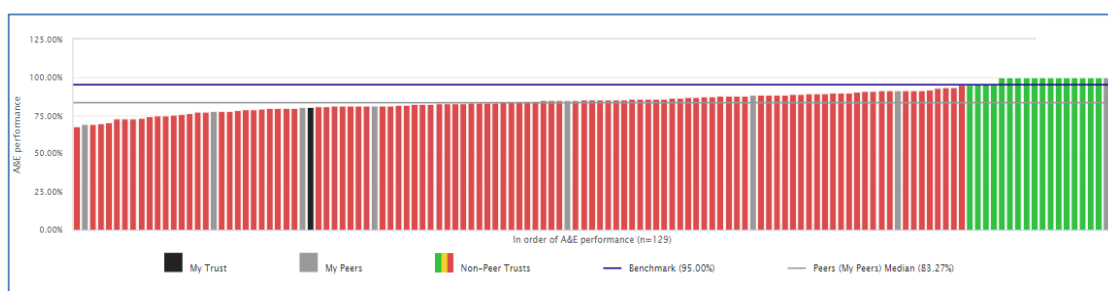 125.00%
100.00%
75.00%
50.00%
25.00%
0.00%
A&E performance
In order of A&E performance (n=129)
My Trust
My Peers
Non-Peer Trusts
Benchmark (95.00%)
Peers (My Peers) Median (83.27%)